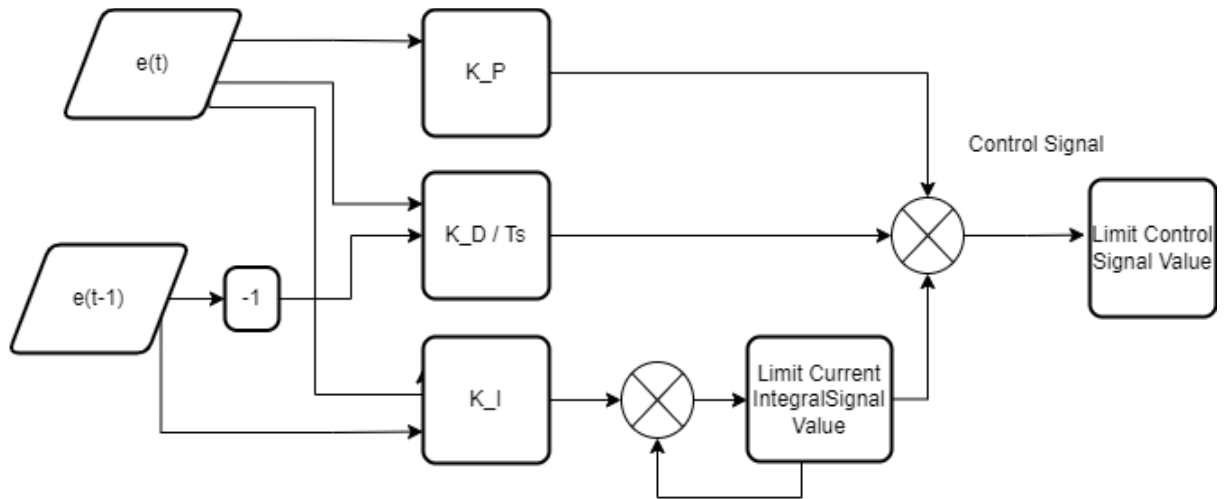 e(t)
K_P
Control Signal
K_D / Ts
Limit Control
Signal Value
e(t-1)
-1
K_I
Limit Current
IntegralSignal
Value